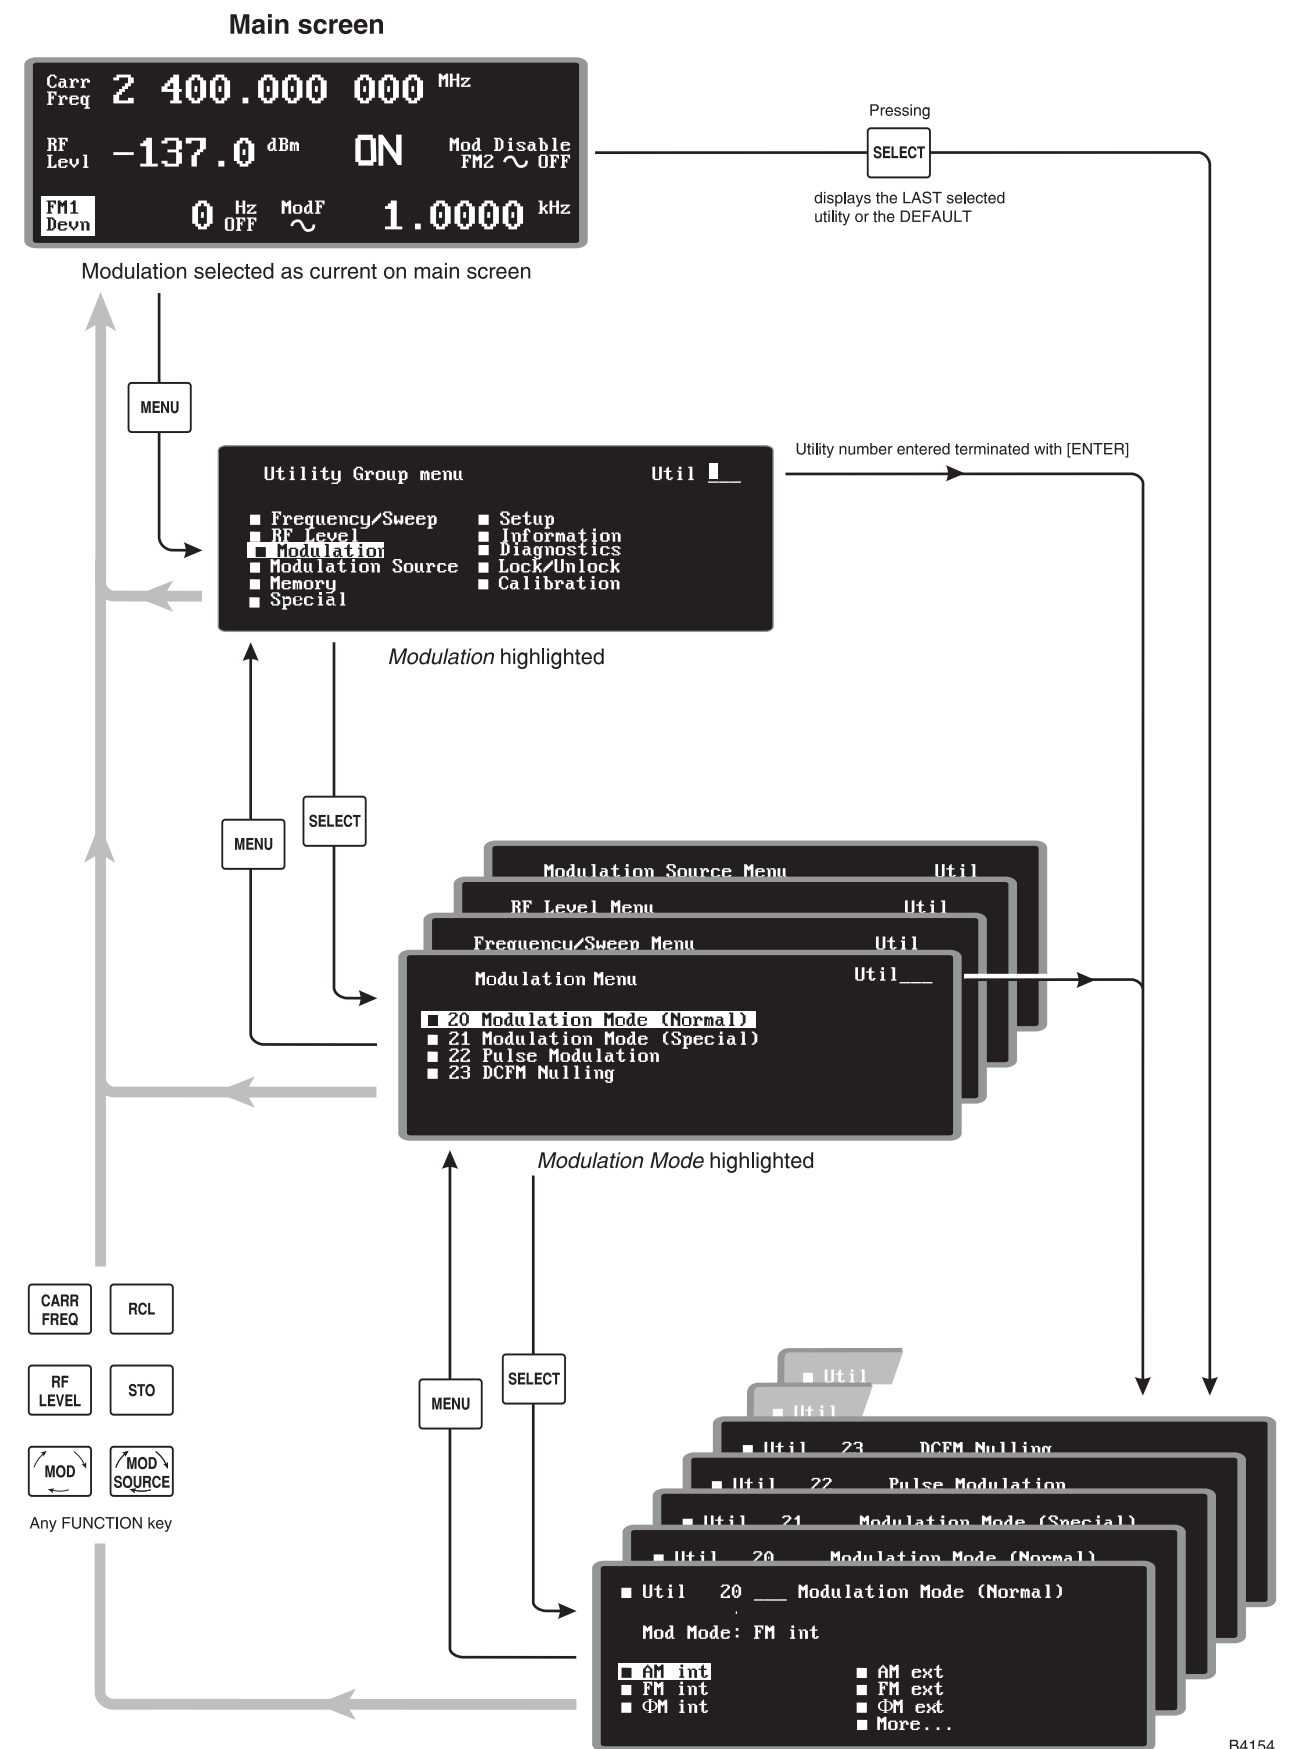 Main screen
Carr Freq 2 400.000 000 MHz
RF Levl -137.0 dBm ON Mod Disable
FM2 OFF
FM1 Devn 0 Hz OFF ModF 1.0000 kHz
Modulation selected as current on main screen
Pressing
SELECT
displays the LAST selected
utility or the DEFAULT
MENU
Utility number entered terminated with [ENTER]
Utility Group menu Util ___
■ Frequency/Sweep ■ Setup
■ RF Level ■ Information
■ Modulation ■ Diagnostics
■ Modulation Source ■ Lock/Unlock
■ Memory ■ Calibration
■ Special
Modulation highlighted
SELECT
MENU
Modulation Source Menu Util
RF Level Menu Util
Frequency/Sweep Menu Util
Modulation Menu Util___
■ 20 Modulation Mode (Normal)
■ 21 Modulation Mode (Special)
■ 22 Pulse Modulation
■ 23 DCFM Nulling
Modulation Mode highlighted
CARR FREQ
RCL
RF LEVEL
STO
MOD
MOD SOURCE
Any FUNCTION key
SELECT
MENU
■ Util
■ Util
■ Util 23 DCFM Nulling
■ Util 22 Pulse Modulation
■ Util 21 Modulation Mode (Special)
■ Util 20 Modulation Mode (Normal)
■ Util 20 ___ Modulation Mode (Normal)
Mod Mode: FM int
■ AM int ■ AM ext
■ FM int ■ FM ext
■ ΦM int ■ ΦM ext
■ More...
B4154